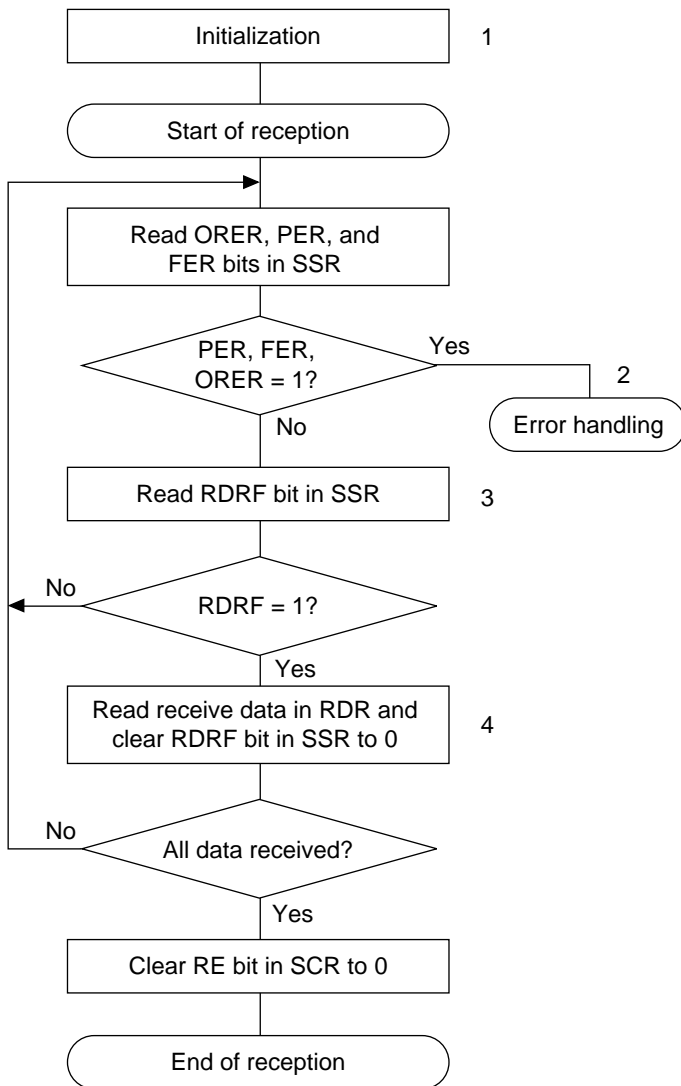 Initialization
1
Start of reception
Read ORER, PER, and
FER bits in SSR
PER, FER,
ORER = 1?
Yes
2
Error handling
No
Read RDRF bit in SSR
3
No
RDRF = 1?
Yes
Read receive data in RDR and
clear RDRF bit in SSR to 0
4
No
All data received?
Yes
Clear RE bit in SCR to 0
End of reception